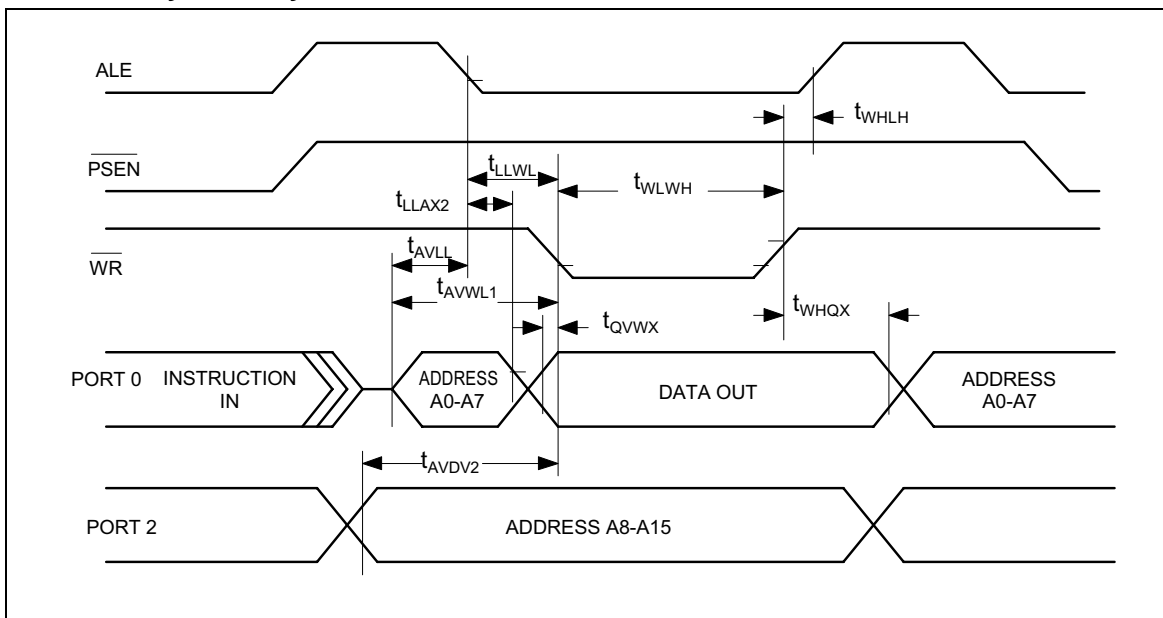 ALE
tWHLH
PSEN
tLLWL
tWLWH
tLLAX2
WR
tAVLL
tAVWL1
tQVWX
tWHQX
PORT 0
INSTRUCTION
IN
ADDRESS
A0-A7
DATA OUT
ADDRESS
A0-A7
tAVDV2
PORT 2
ADDRESS A8-A15